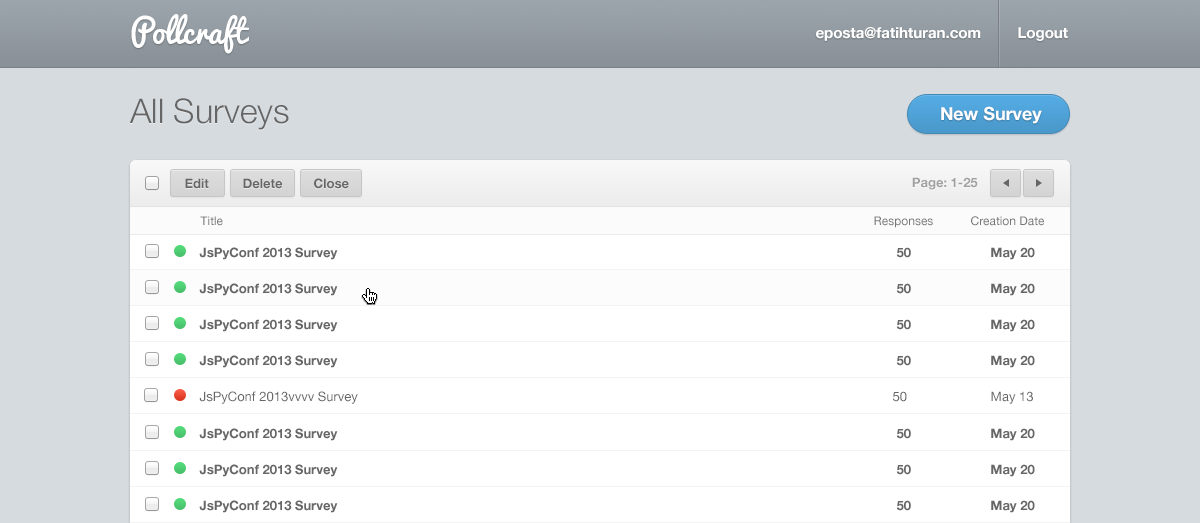 Pollcraft
eposta@fatihturan.com Logout
All Surveys
New Survey
Edit Delete Close Page: 1-25
Title Responses Creation Date
JsPyConf 2013 Survey 50 May 20
JsPyConf 2013 Survey 50 May 20
JsPyConf 2013 Survey 50 May 20
JsPyConf 2013 Survey 50 May 20
JsPyConf 2013vvvv Survey 50 May 13
JsPyConf 2013 Survey 50 May 20
JsPyConf 2013 Survey 50 May 20
JsPyConf 2013 Survey 50 May 20